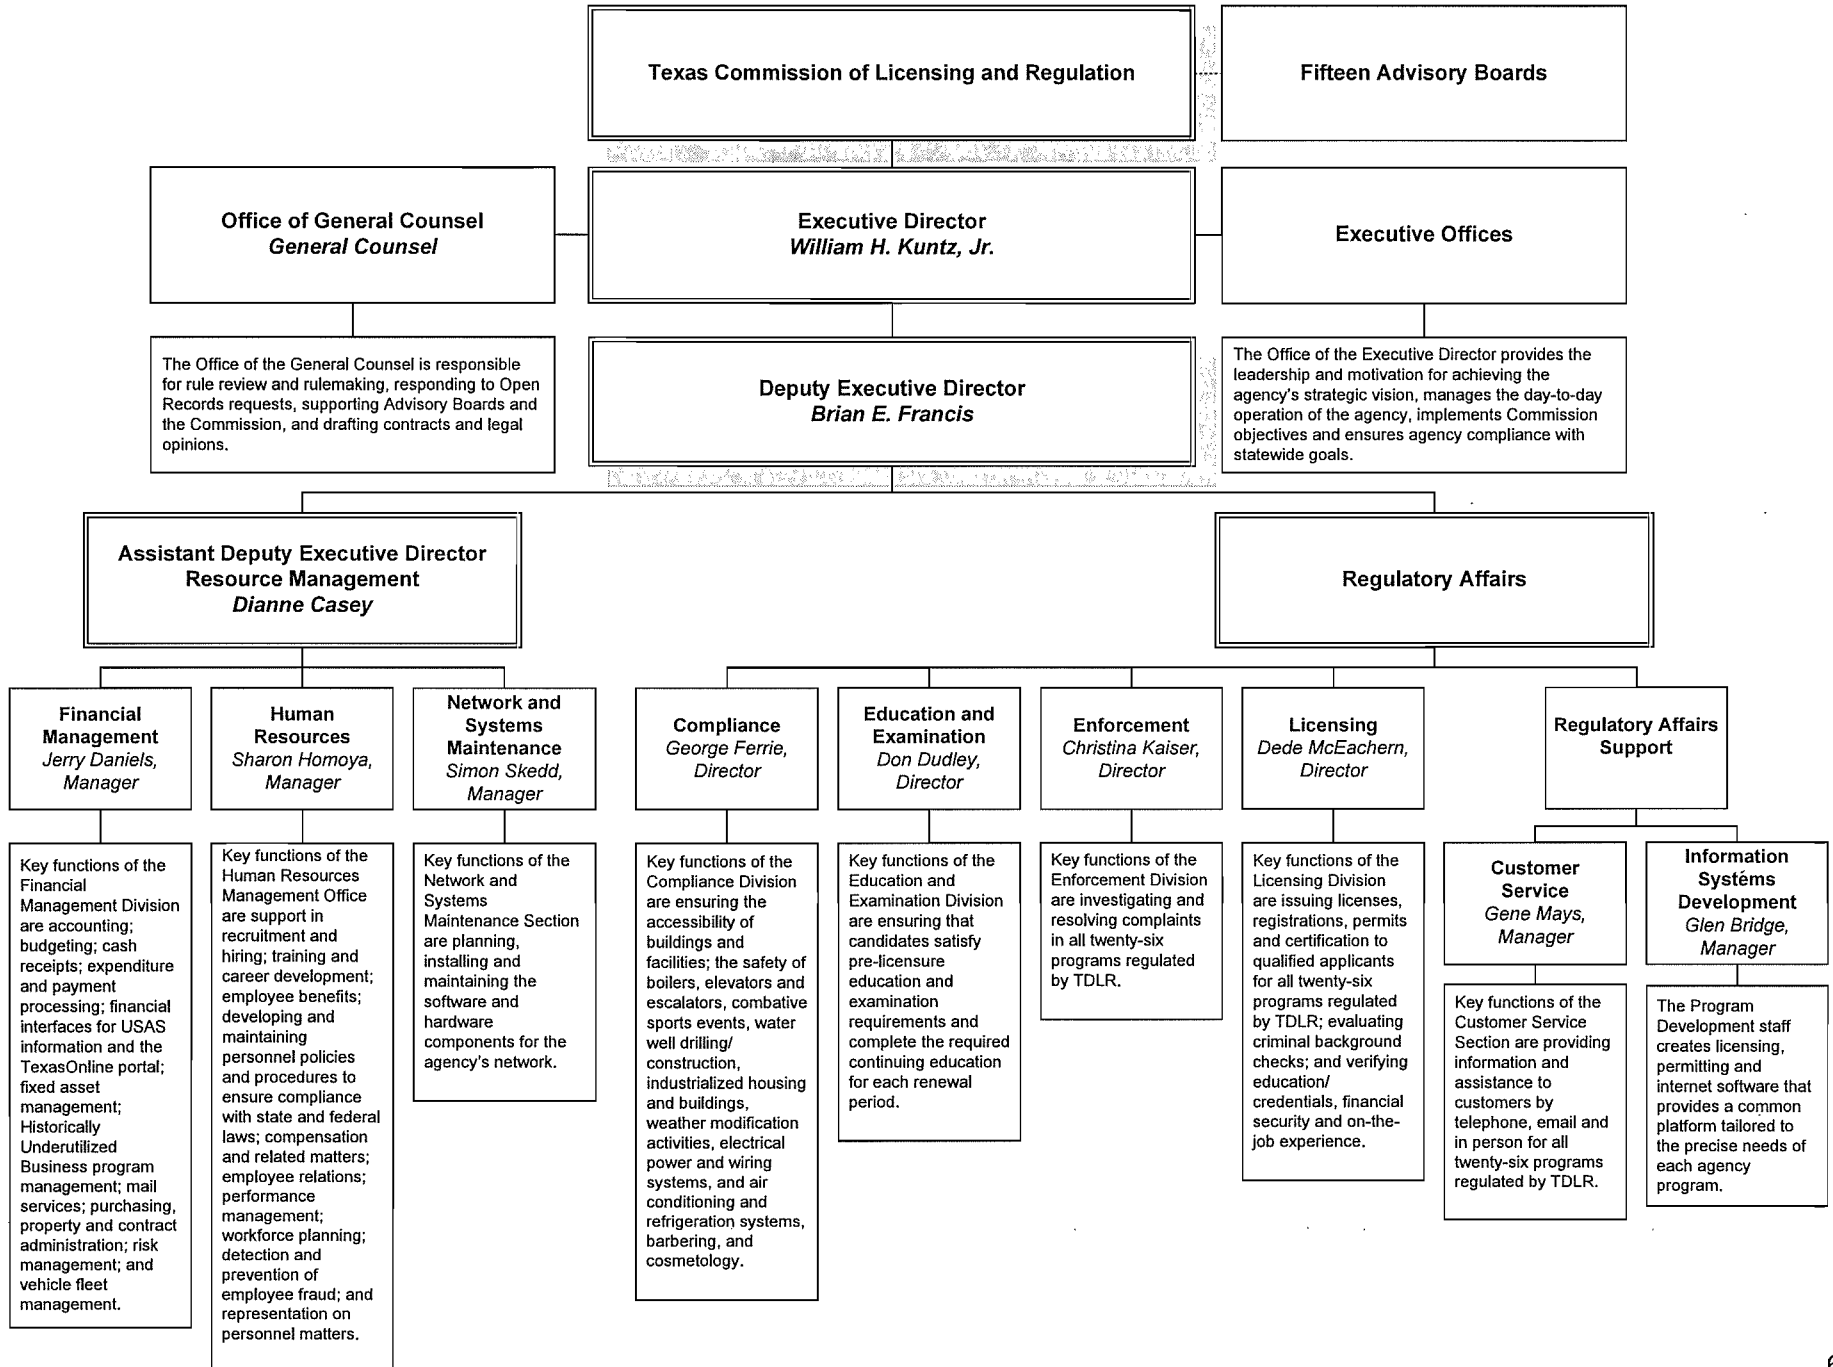 Texas Commission of Licensing and Regulation
Fifteen Advisory Boards
Office of General Counsel
General Counsel
Executive Director
William H. Kuntz, Jr.
Executive Offices
The Office of the General Counsel is responsible
for rule review and rulemaking, responding to Open
Records requests, supporting Advisory Boards and
the Commission, and drafting contracts and legal
opinions.
Deputy Executive Director
Brian E. Francis
The Office of the Executive Director provides the
leadership and motivation for achieving the
agency's strategic vision, manages the day-to-day
operation of the agency, implements Commission
objectives and ensures agency compliance with
statewide goals.
Assistant Deputy Executive Director
Resource Management
Dianne Casey
Regulatory Affairs
Financial
Management
Jerry Daniels,
Manager
Human
Resources
Sharon Homoya,
Manager
Network and
Systems
Maintenance
Simon Skedd,
Manager
Compliance
George Ferrie,
Director
Education and
Examination
Don Dudley,
Director
Enforcement
Christina Kaiser,
Director
Licensing
Dede McEachern,
Director
Regulatory Affairs
Support
Key functions of the
Financial
Management Division
are accounting;
budgeting; cash
receipts; expenditure
and payment
processing; financial
interfaces for USAS
information and the
TexasOnline portal;
fixed asset
management;
Historically
Underutilized
Business program
management; mail
services; purchasing,
property and contract
administration; risk
management; and
vehicle fleet
management.
Key functions of the
Human Resources
Management Office
are support in
recruitment and
hiring; training and
career development;
employee benefits;
developing and
maintaining
personnel policies
and procedures to
ensure compliance
with state and federal
laws; compensation
and related matters;
employee relations;
performance
management;
workforce planning;
detection and
prevention of
employee fraud; and
representation on
personnel matters.
Key functions of the
Network and
Systems
Maintenance Section
are planning,
installing and
maintaining the
software and
hardware
components for the
agency's network.
Key functions of the
Compliance Division
are ensuring the
accessibility of
buildings and
facilities; the safety of
boilers, elevators and
escalators, combative
sports events, water
well drilling/
construction,
industrialized housing
and buildings,
weather modification
activities, electrical
power and wiring
systems, and air
conditioning and
refrigeration systems,
barbering, and
cosmetology.
Key functions of the
Education and
Examination Division
are ensuring that
candidates satisfy
pre-licensure
education and
examination
requirements and
complete the required
continuing education
for each renewal
period.
Key functions of the
Enforcement Division
are investigating and
resolving complaints
in all twenty-six
programs regulated
by TDLR.
Key functions of the
Licensing Division
are issuing licenses,
registrations, permits
and certification to
qualified applicants
for all twenty-six
programs regulated
by TDLR; evaluating
criminal background
checks; and verifying
education/
credentials, financial
security and on-the-
job experience.
Customer
Service
Gene Mays,
Manager
Information
Systems
Development
Glen Bridge,
Manager
Key functions of the
Customer Service
Section are providing
information and
assistance to
customers by
telephone, email and
in person for all
twenty-six programs
regulated by TDLR.
The Program
Development staff
creates licensing,
permitting and
internet software that
provides a common
platform tailored to
the precise needs of
each agency
program.